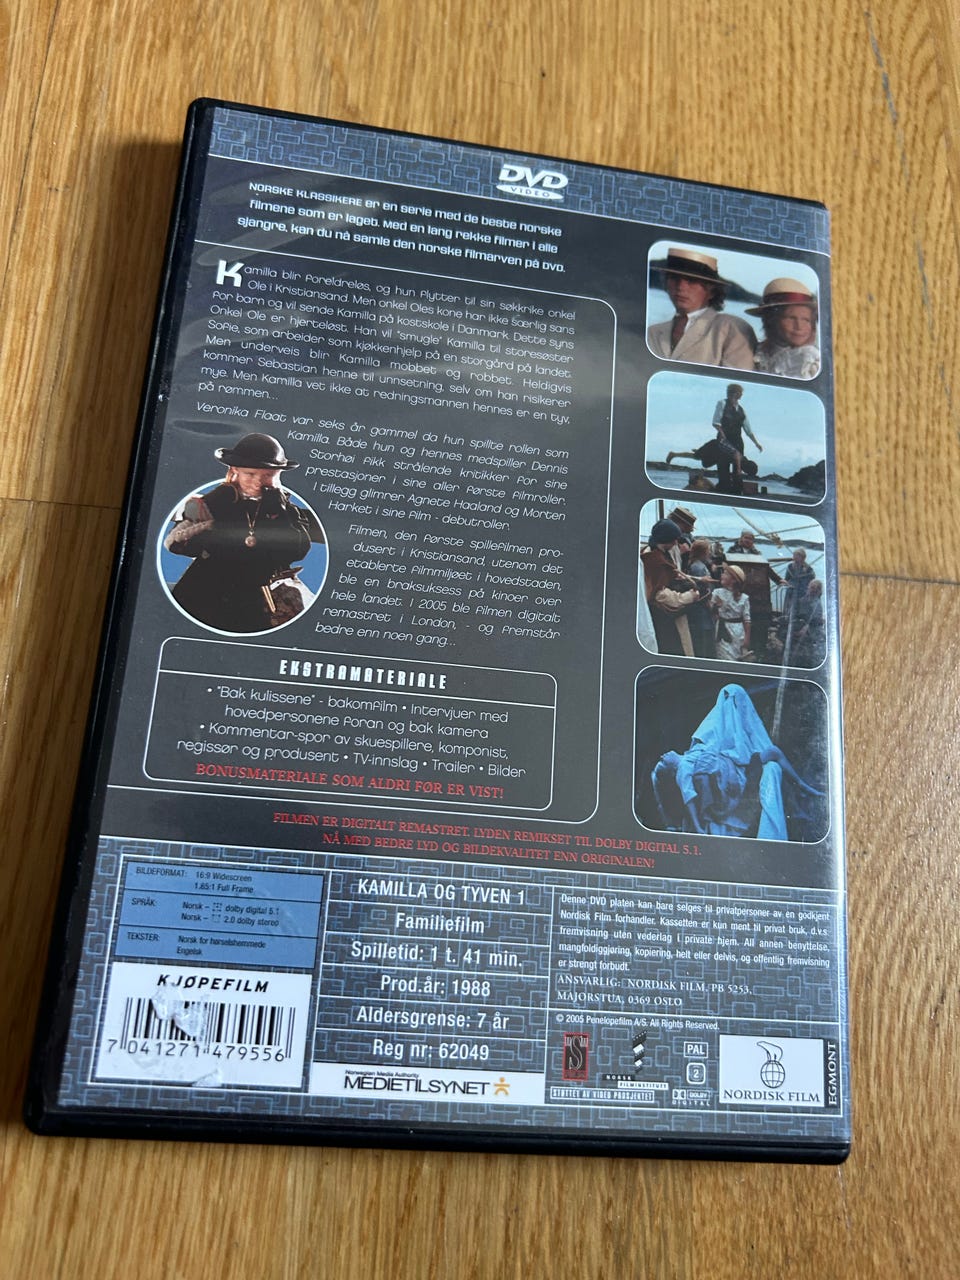 DVD
VIDEO
NORSKE KLASSIKERE er en serie med de beste norske
filmene som er laget. Med en lang rekke filmer i alle
sjangre, kan du nå samle den norske filmarven på DVD.
Kamilla blir foreldreløs, og hun flytter til sin søkkrike onkel
Ole i Kristiansand. Men onkel Oles kone har ikke særlig sans
for barn og vil sende Kamilla på kostskole i Danmark. Dette syns
Onkel Ole er hjerteløst. Han vil "smugle" Kamilla til storesøster
Sofie, som arbeider som kjøkkenhjelp på en storgård på landet.
Men underveis blir Kamilla mobbet og robbet. Heldigvis
kommer Sebastian henne til unnsetning, selv om han risikerer
mye. Men Kamilla vet ikke at redningsmannen hennes er en tyv,
på rømmen...
Veronika Flaat var seks år gammel da hun spillte rollen som
Kamilla. Både hun og hennes medspiller Dennis
Storhøi fikk strålende kritikker for sine
prestasjoner i sine aller første filmroller.
I tillegg glimrer Agnete Haaland og Morten
Harket i sine film - debutroller.
Filmen, den første spillefilmen pro-
dusert i Kristiansand, utenom det
etablerte filmmiljøet i hovedstaden,
ble en braksuksess på kinoer over
hele landet. I 2005 ble filmen digitalt
remastret i London, - og fremstår
bedre enn noen gang...
EKSTRAMATERIALE
• "Bak kulissene" - bakomfilm • Intervjuer med
hovedpersonene foran og bak kamera
• Kommentar-spor av skuespillere, komponist,
regissør og produsent • TV-innslag • Trailer • Bilder
BONUSMATERIALE SOM ALDRI FØR ER VIST!
FILMEN ER DIGITALT REMASTRET. LYDEN REMIKSET TIL DOLBY DIGITAL 5.1.
NÅ MED BEDRE LYD OG BILDEKVALITET ENN ORIGINALEN!
BILDEFORMAT: 16:9 Widescreen
1.85:1 Full Frame
SPRÅK: Norsk – dolby digital 5.1
Norsk – 2.0 dolby stereo
TEKSTER: Norsk for hørselshemmede
Engelsk
KJØPEFILM
7 041271 479556
KAMILLA OG TYVEN 1
Familiefilm
Spilletid: 1 t. 41 min.
Prod.år: 1988
Aldersgrense: 7 år
Reg nr: 62049
Norwegian Media Authority
MEDIETILSYNET
Denne DVD platen kan bare selges til privatpersoner av en godkjent
Nordisk Film forhandler. Kassetten er kun ment til privat bruk, d.v.s
fremvisning uten vederlag i private hjem. All annen benyttelse,
mangfoldiggjøring, kopiering, helt eller delvis, og offentlig fremvisning
er strengt forbudt.
ANSVARLIG: NORDISK FILM, PB 5253,
MAJORSTUA, 0369 OSLO
© 2005 Penelopefilm A/S. All Rights Reserved.
NORSK
FILMINSTITUTT
STØTTET AV VIDEO PROSJEKTET
PAL
2
DOLBY
DIGITAL
NORDISK FILM
EGMONT